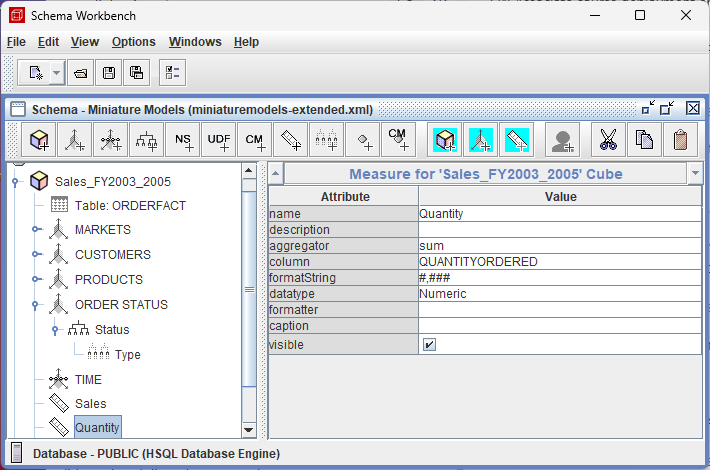 Schema Workbench
File Edit View Options Windows Help
Schema - Miniature Models (miniaturemodels-extended.xml)
NS UDF CM CM
Sales_FY2003_2005
Table: ORDERFACT
MARKETS
CUSTOMERS
PRODUCTS
ORDER STATUS
Status
Type
TIME
Sales
Quantity
Measure for 'Sales_FY2003_2005' Cube
Attribute Value
name Quantity
description
aggregator sum
column QUANTITYORDERED
formatString #,###
datatype Numeric
formatter
caption
visible
Database - PUBLIC (HSQL Database Engine)